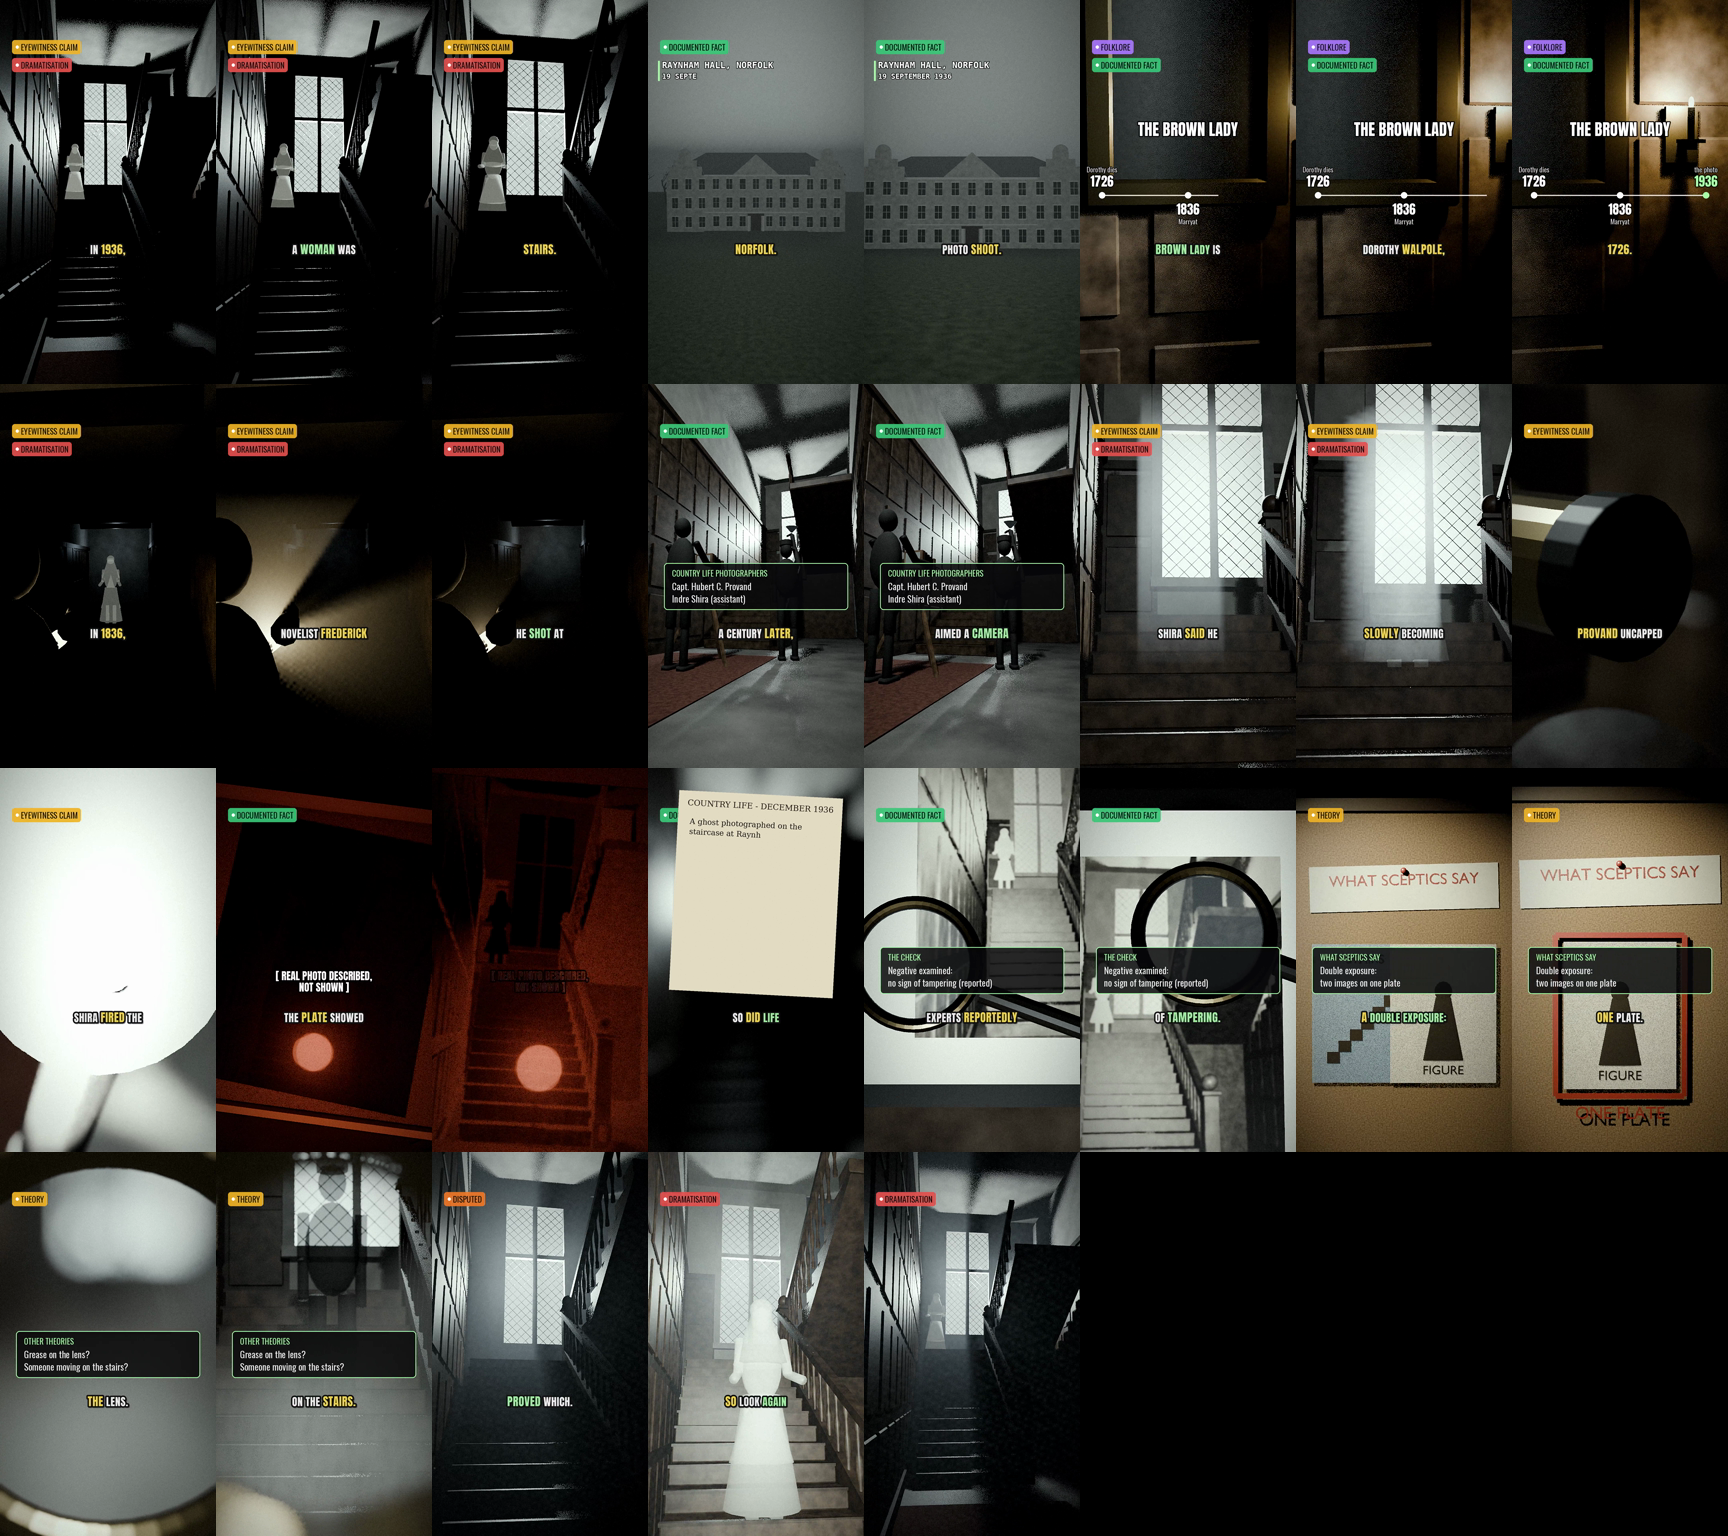 EYEWITNESS CLAIM
DRAMATISATION
IN 1936,
EYEWITNESS CLAIM
DRAMATISATION
A WOMAN WAS
EYEWITNESS CLAIM
DRAMATISATION
STAIRS.
DOCUMENTED FACT
RAYNHAM HALL, NORFOLK
19 SEPTE
NORFOLK.
DOCUMENTED FACT
RAYNHAM HALL, NORFOLK
19 SEPTEMBER 1936
PHOTO SHOOT.
FOLKLORE
DOCUMENTED FACT
THE BROWN LADY
Dorothy dies
1726
1836
Marryat
BROWN LADY IS
FOLKLORE
DOCUMENTED FACT
THE BROWN LADY
Dorothy dies
1726
1836
Marryat
DOROTHY WALPOLE,
FOLKLORE
DOCUMENTED FACT
THE BROWN LADY
Dorothy dies
1726
the photo
1936
1836
Marryat
1726.
EYEWITNESS CLAIM
DRAMATISATION
IN 1836,
EYEWITNESS CLAIM
DRAMATISATION
NOVELIST FREDERICK
EYEWITNESS CLAIM
DRAMATISATION
HE SHOT AT
DOCUMENTED FACT
COUNTRY LIFE PHOTOGRAPHERS
Capt. Hubert C. Provand
Indre Shira (assistant)
A CENTURY LATER,
DOCUMENTED FACT
COUNTRY LIFE PHOTOGRAPHERS
Capt. Hubert C. Provand
Indre Shira (assistant)
AIMED A CAMERA
EYEWITNESS CLAIM
DRAMATISATION
SHIRA SAID HE
EYEWITNESS CLAIM
DRAMATISATION
SLOWLY BECOMING
EYEWITNESS CLAIM
PROVAND UNCAPPED
EYEWITNESS CLAIM
SHIRA FIRED THE
DOCUMENTED FACT
[ REAL PHOTO DESCRIBED,
NOT SHOWN ]
THE PLATE SHOWED
[ REAL PHOTO DESCRIBED,
NOT SHOWN ]
DO
COUNTRY LIFE - DECEMBER 1936
A ghost photographed on the
staircase at Raynh
SO DID LIFE
DOCUMENTED FACT
THE CHECK
Negative examined:
no sign of tampering (reported)
EXPERTS REPORTEDLY
DOCUMENTED FACT
THE CHECK
Negative examined:
no sign of tampering (reported)
OF TAMPERING.
THEORY
WHAT SCEPTICS SAY
WHAT SCEPTICS SAY
Double exposure:
two images on one plate
A DOUBLE EXPOSURE:
FIGURE
THEORY
WHAT SCEPTICS SAY
WHAT SCEPTICS SAY
Double exposure:
two images on one plate
ONE PLATE.
FIGURE
ONE PLATE
THEORY
OTHER THEORIES
Grease on the lens?
Someone moving on the stairs?
THE LENS.
THEORY
OTHER THEORIES
Grease on the lens?
Someone moving on the stairs?
ON THE STAIRS.
DISPUTED
PROVED WHICH.
DRAMATISATION
SO LOOK AGAIN
DRAMATISATION